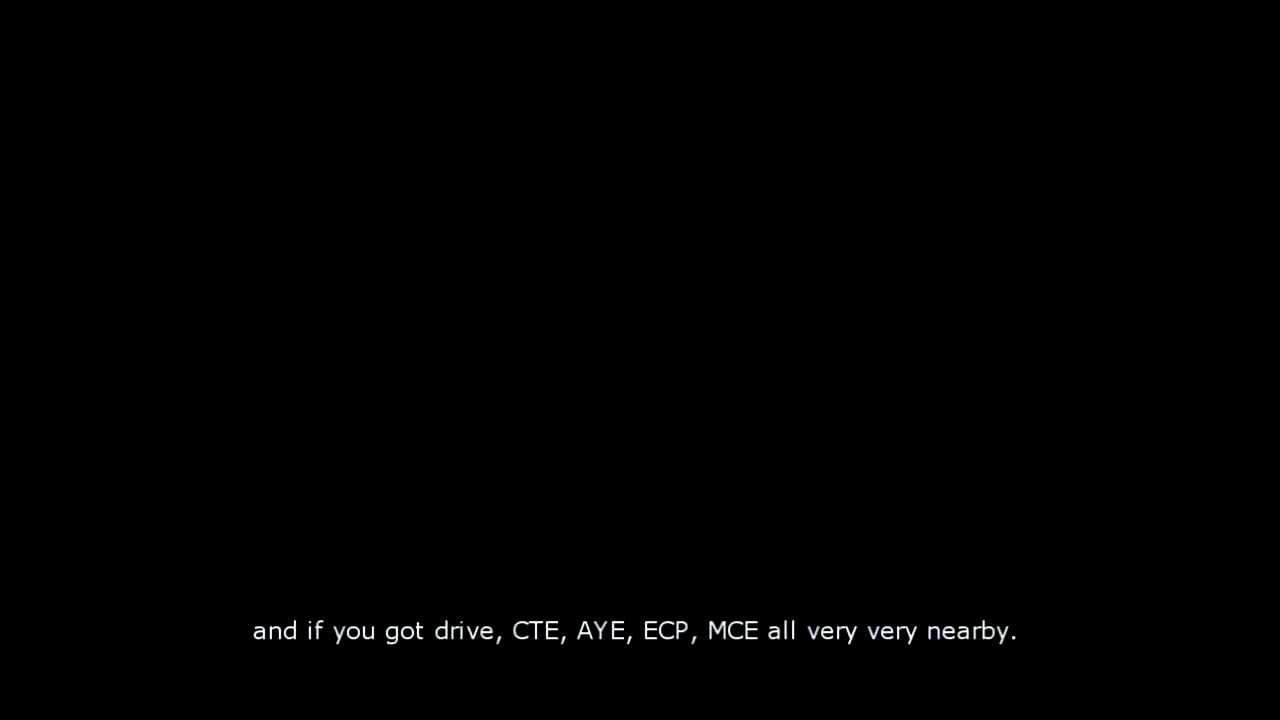 and if you got drive, CTE, AYE, ECP, MCE all very very nearby.